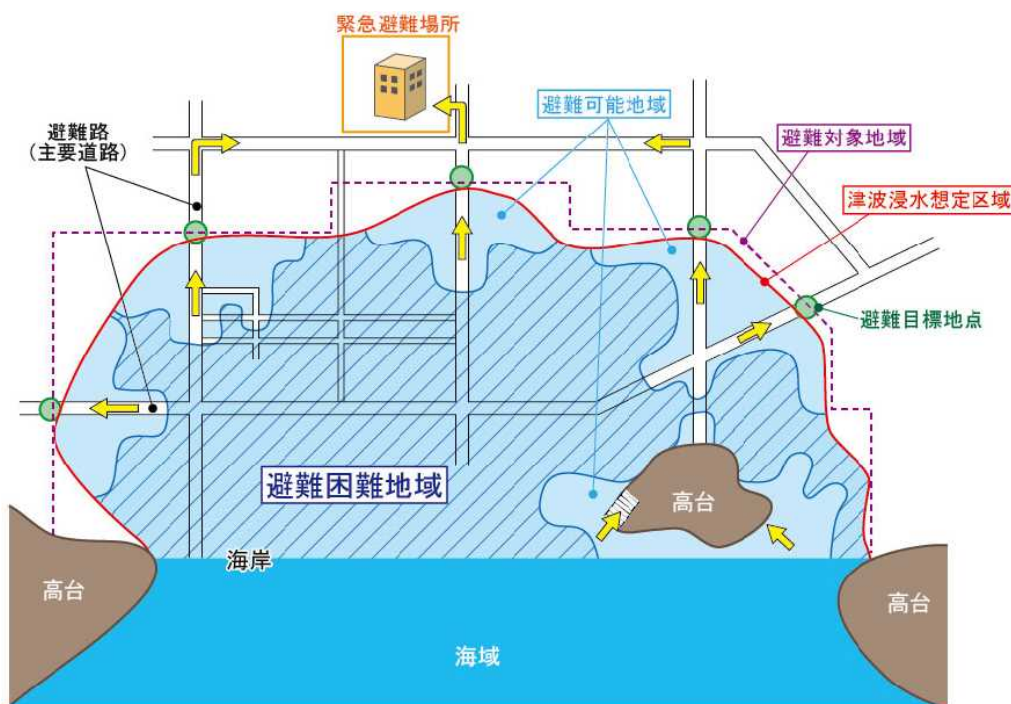 緊急避難場所
避難可能地域
避難路
(主要道路)
避難対象地域
津波浸水想定区域
避難目標地点
避難困難地域
高台
海岸
高台
高台
海域